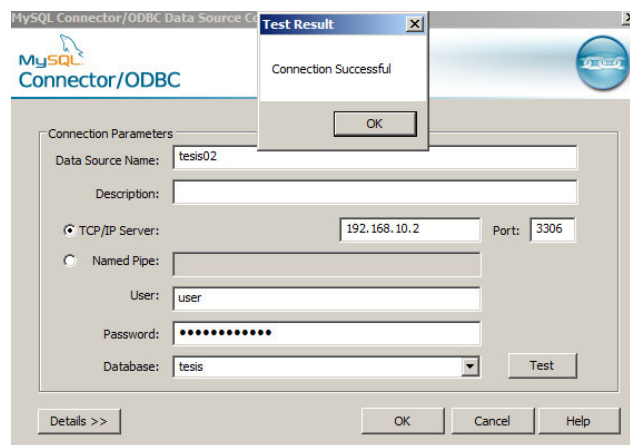 MySQL Connector/ODBC Data Source Co
Test Result
Connection Successful
OK
MySQL
Connector/ODBC
Connection Parameters
Data Source Name: tesis02
Description:
TCP/IP Server: 192.168.10.2 Port: 3306
Named Pipe:
User: user
Password: ●●●●●●●●●●●●
Database: tesis Test
Details >> OK Cancel Help